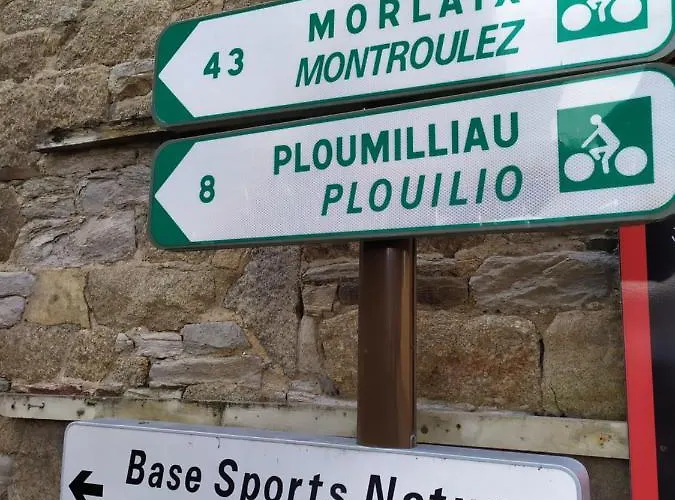 MORLAIX
43
MONTROULEZ
PLOUMILLIAU
8
PLOUILIO
Base Sports